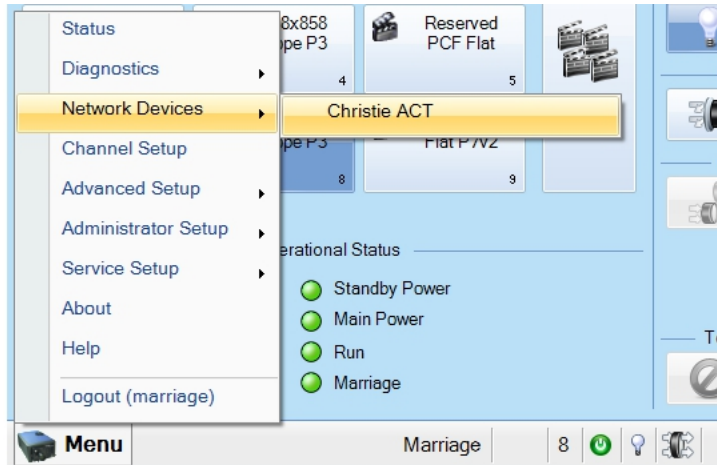 Status
Diagnostics
Network Devices
Christie ACT
Channel Setup
Advanced Setup
Administrator Setup
Service Setup
About
Help
Logout (marriage)
8x858
ope P3
4
Reserved
PCF Flat
5
ope P3
8
Flat P7V2
9
erational Status
Standby Power
Main Power
Run
Marriage
Menu
Marriage
8